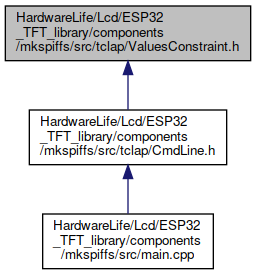 HardwareLife/Lcd/ESP32
_TFT_library/components
/mkspiffs/src/tclap/ValuesConstraint.h
HardwareLife/Lcd/ESP32
_TFT_library/components
/mkspiffs/src/tclap/CmdLine.h
HardwareLife/Lcd/ESP32
_TFT_library/components
/mkspiffs/src/main.cpp